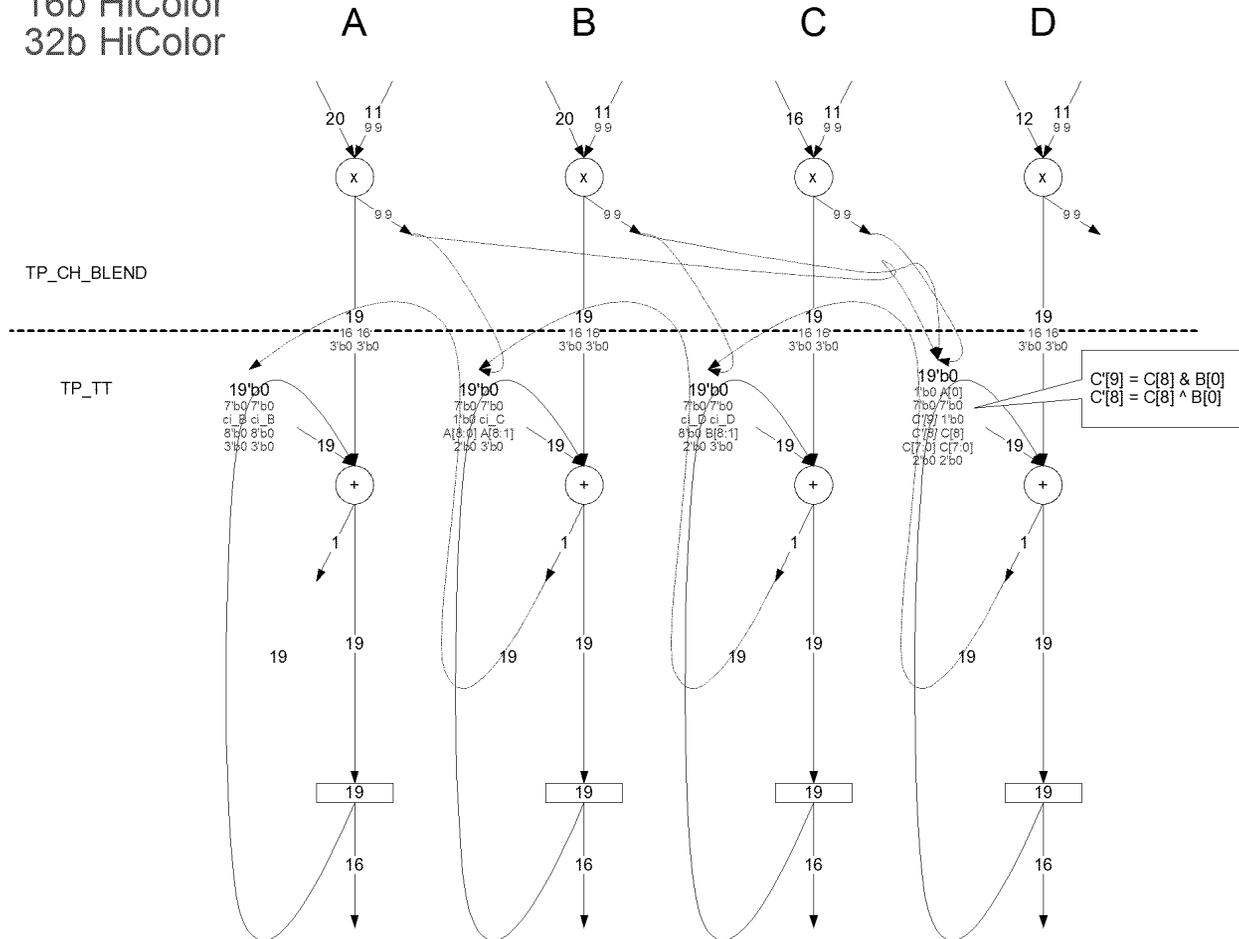 16b HiColor
32b HiColor
A B C D
20 11 20 11 16 11 12 11
9 9 9 9 9 9 9 9
x x x x
9 9 9 9 9 9 9 9
TP_CH_BLEND
19 19 19 19
16 16 16 16 16 16 16 16
3'b0 3'b0 3'b0 3'b0 3'b0 3'b0 3'b0 3'b0
TP_TT
19'b0
7'b0 7'b0
ci_B ci_B
8'b0 8'b0
3'b0 3'b0
19
19'b0
7'b0 7'b0
1'b0 ci_C
A[8:0] A[8:1]
2'b0 3'b0
19
19'b0
7'b0 7'b0
ci_D ci_D
8'b0 B[8:1]
2'b0 3'b0
19
19'b0
1'b0 A[0]
7'b0 7'b0
C'[9] 1'b0
C'[8] C[8]
C[7:0] C[7:0]
2'b0 2'b0
19
C'[9] = C[8] & B[0]
C'[8] = C[8] ^ B[0]
+ + + +
1 1 1 1
19 19 19 19
19 19 19 19
19 19 19 19
16 16 16 16